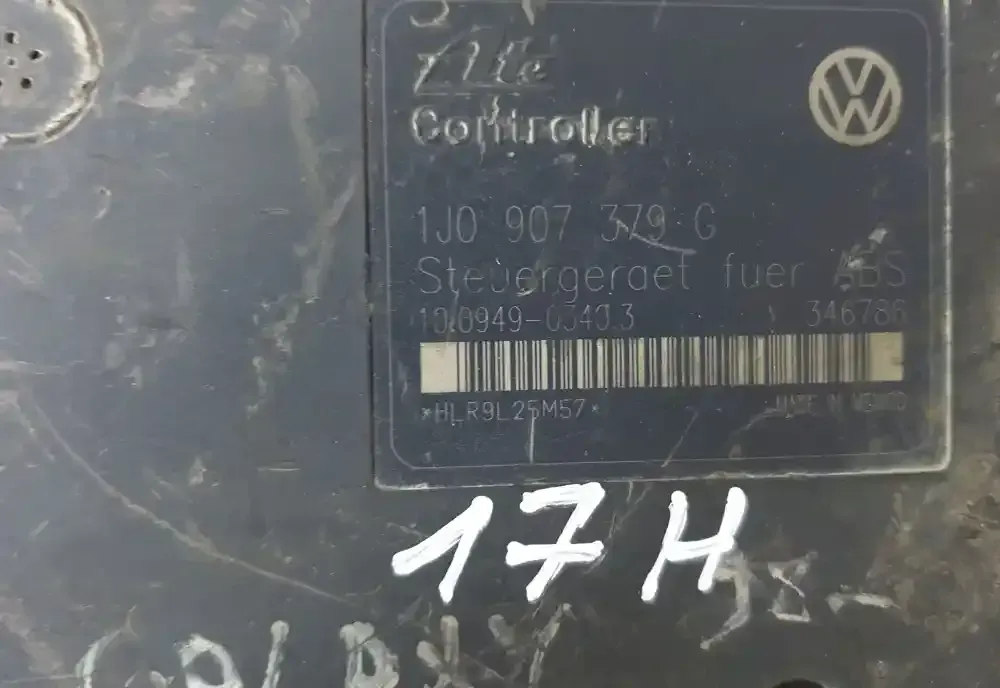 Controller
1J0 907 379 G
Steuergeraet fuer ABS
10.0949-0340.3 346786
*HLR9L25M57* MADE IN MEXICO
17H